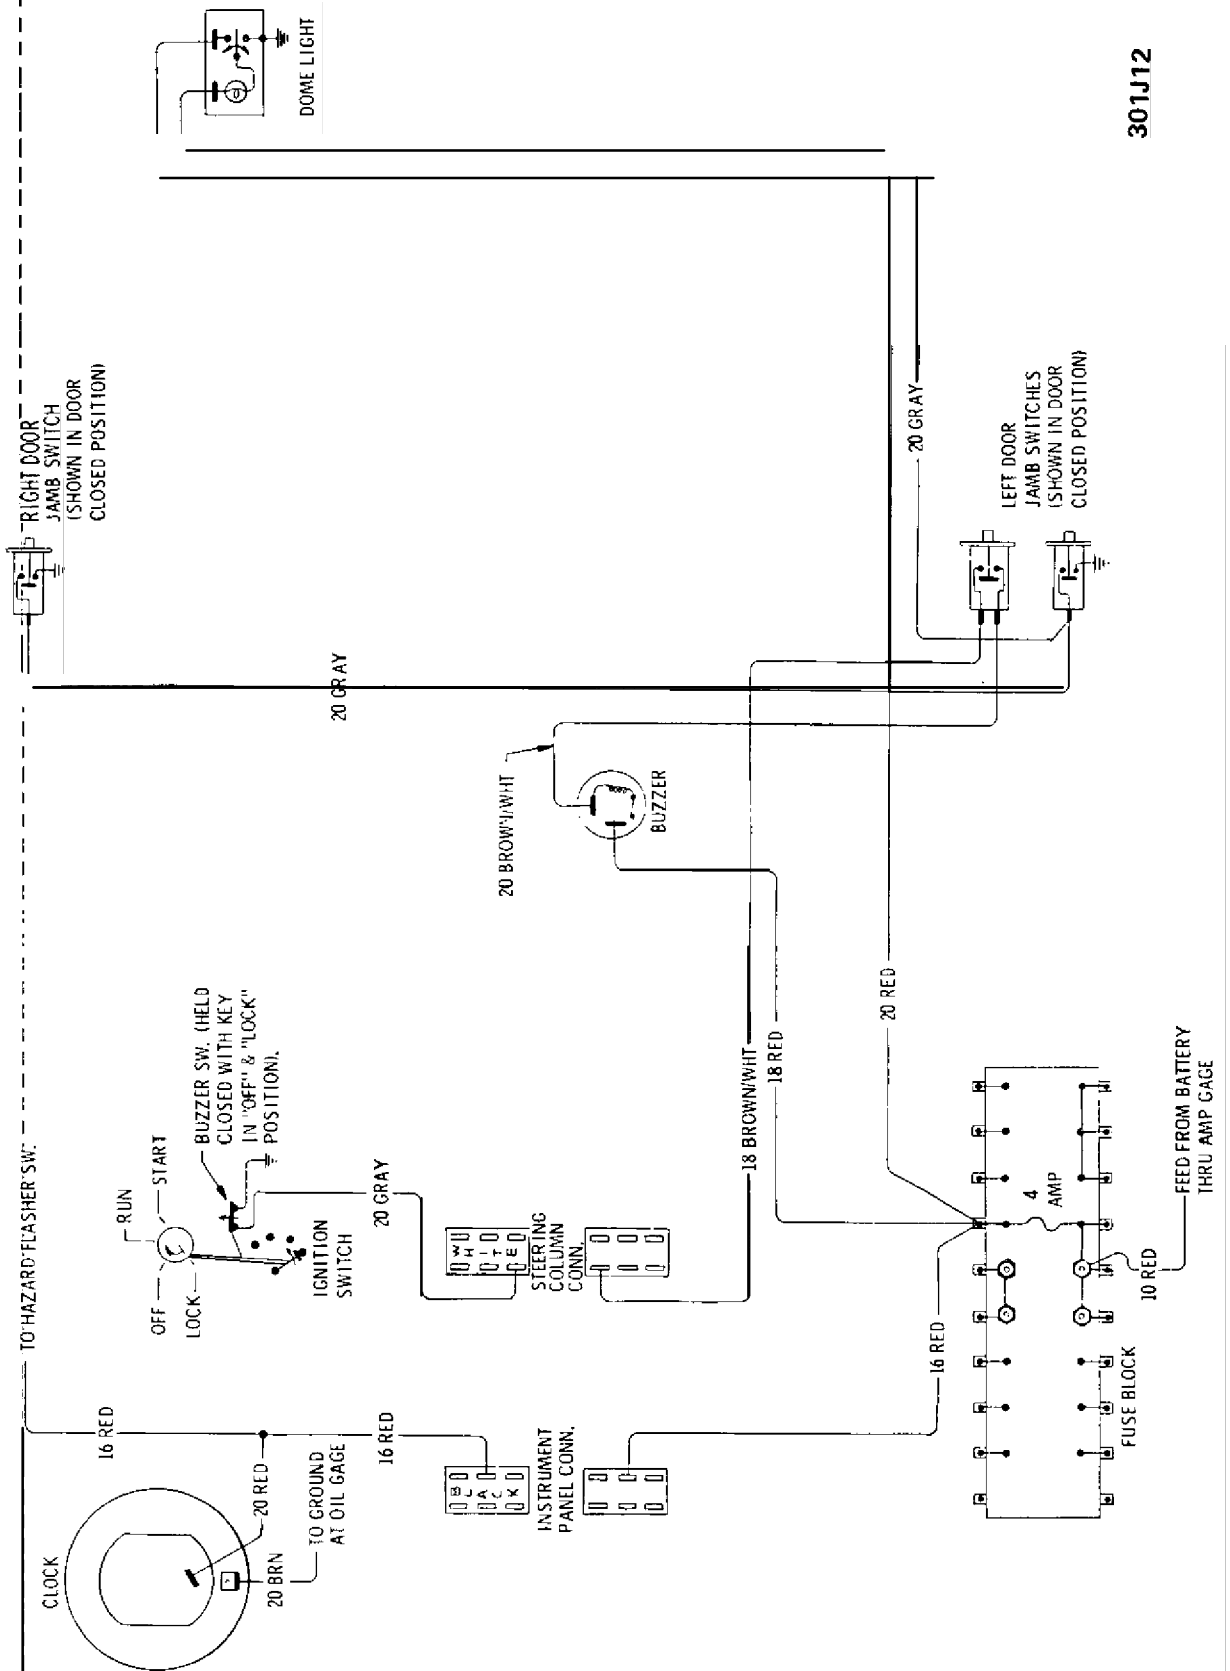 TO HAZARD FLASHER SW.
RIGHT DOOR
JAMB SWITCH
(SHOWN IN DOOR
CLOSED POSITION)
DOME LIGHT
301J12
CLOCK
16 RED
20 RED
20 BRN
TO GROUND
AT OIL GAGE
16 RED
OFF
LOCK
RUN
START
BUZZER SW. (HELD
CLOSED WITH KEY
IN "OFF" & "LOCK"
POSITION).
IGNITION
SWITCH
20 GRAY
20 GRAY
BLACK
INSTRUMENT
PANEL CONN.
WHITE
STEERING
COLUMN
CONN.
20 BROWN/WHT
BUZZER
18 BROWN/WHT
18 RED
20 RED
16 RED
20 GRAY
LEFT DOOR
JAMB SWITCHES
(SHOWN IN DOOR
CLOSED POSITION)
4
AMP
10 RED
FUSE BLOCK
FEED FROM BATTERY
THRU AMP GAGE